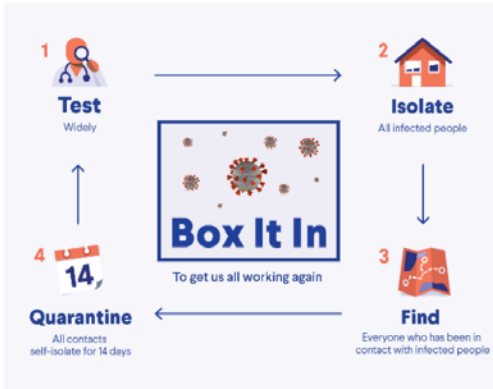 1
Test
Widely
2
Isolate
All infected people
Box It In
To get us all working again
4
14
Quarantine
All contacts
self-isolate for 14 days
3
Find
Everyone who has been in
contact with infected people